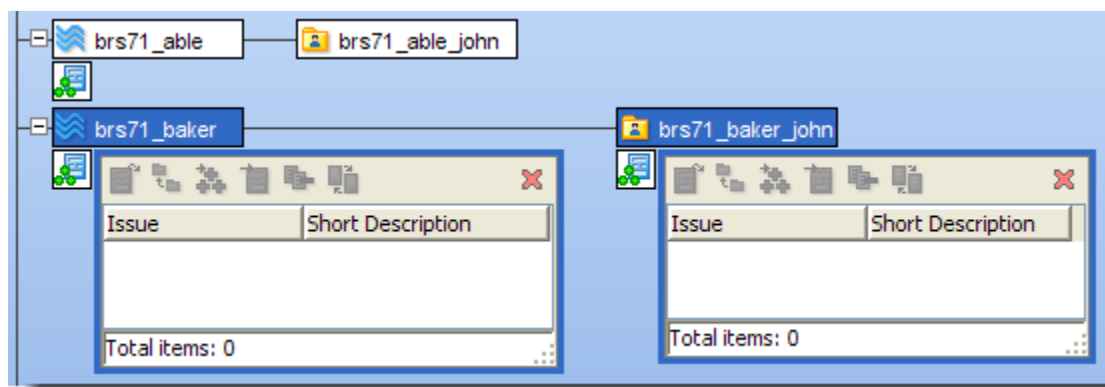 brs71_able brs71_able_john
brs71_baker brs71_baker_john
Issue Short Description
Total items: 0
Issue Short Description
Total items: 0